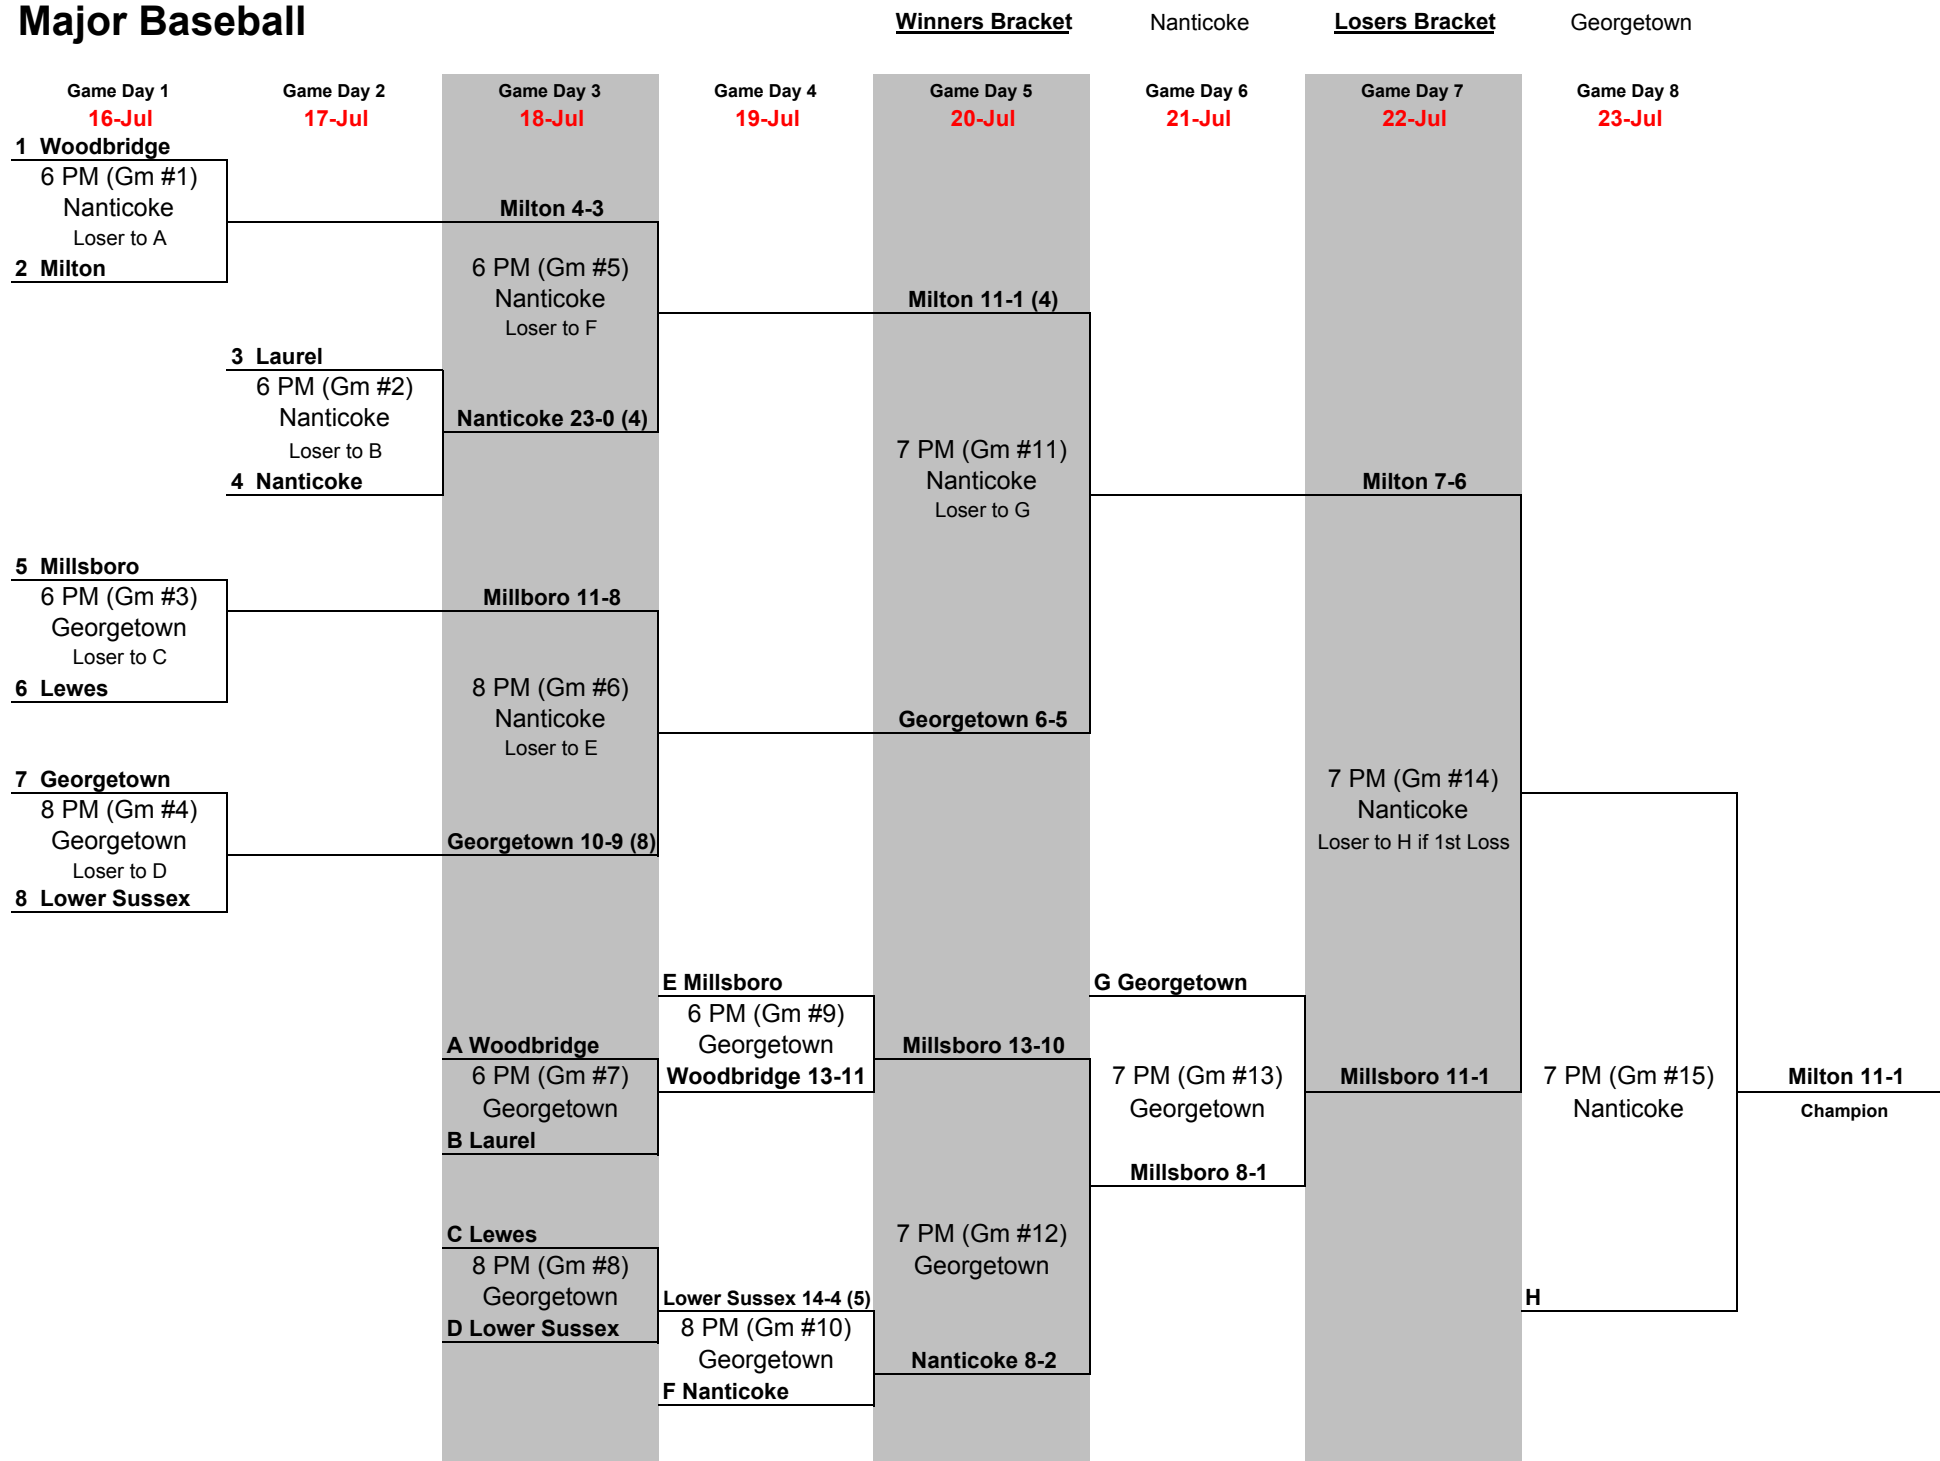 Major Baseball
Winners Bracket Nanticoke Losers Bracket Georgetown
Game Day 1 Game Day 2 Game Day 3 Game Day 4 Game Day 5 Game Day 6 Game Day 7 Game Day 8
16-Jul 17-Jul 18-Jul 19-Jul 20-Jul 21-Jul 22-Jul 23-Jul
1 Woodbridge
6 PM (Gm #1)
Nanticoke
Loser to A
2 Milton
Milton 4-3
6 PM (Gm #5)
Nanticoke
Loser to F
Milton 11-1 (4)
3 Laurel
6 PM (Gm #2)
Nanticoke
Loser to B
4 Nanticoke
Nanticoke 23-0 (4)
7 PM (Gm #11)
Nanticoke
Loser to G
Milton 7-6
5 Millsboro
6 PM (Gm #3)
Georgetown
Loser to C
6 Lewes
Millboro 11-8
8 PM (Gm #6)
Nanticoke
Loser to E
Georgetown 6-5
7 Georgetown
8 PM (Gm #4)
Georgetown
Loser to D
8 Lower Sussex
Georgetown 10-9 (8)
7 PM (Gm #14)
Nanticoke
Loser to H if 1st Loss
E Millsboro
6 PM (Gm #9)
Georgetown
Woodbridge 13-11
G Georgetown
A Woodbridge
6 PM (Gm #7)
Georgetown
B Laurel
Millsboro 13-10
7 PM (Gm #13)
Georgetown
Millsboro 8-1
Millsboro 11-1
7 PM (Gm #15)
Nanticoke
Milton 11-1
Champion
C Lewes
8 PM (Gm #8)
Georgetown
D Lower Sussex
7 PM (Gm #12)
Georgetown
Lower Sussex 14-4 (5)
8 PM (Gm #10)
Georgetown
F Nanticoke
Nanticoke 8-2
H